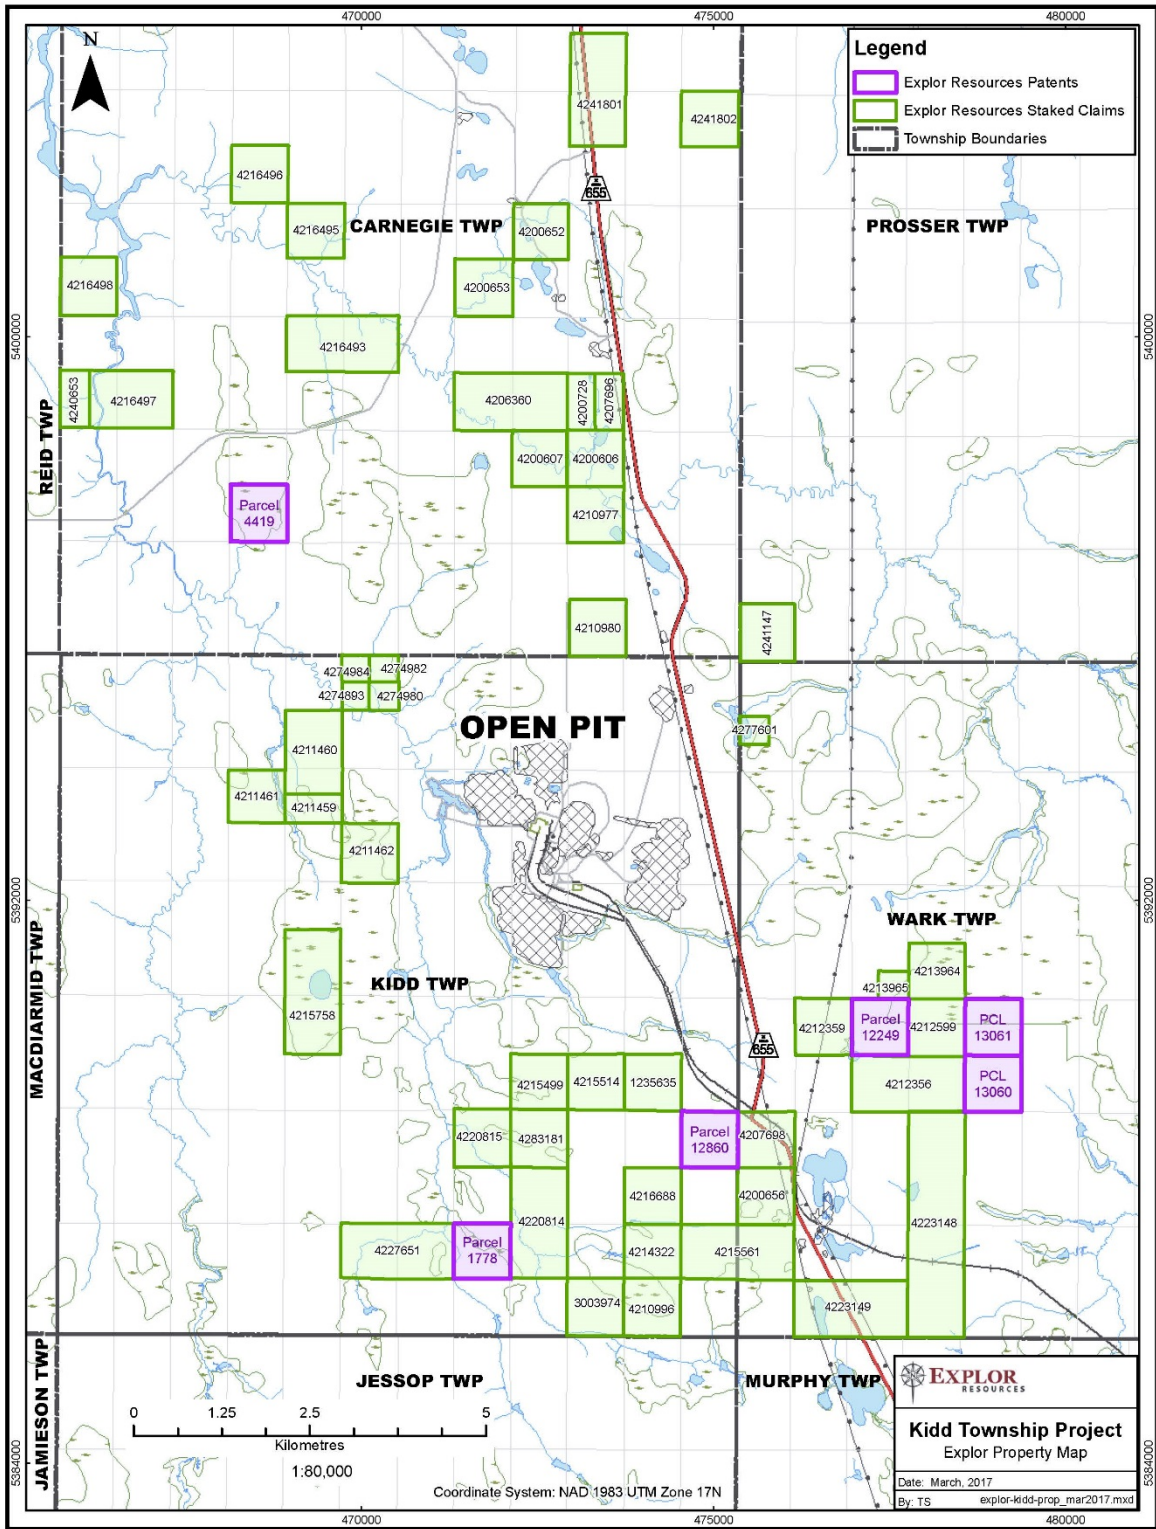 470000
475000
480000
N
Legend
Explor Resources Patents
Explor Resources Staked Claims
Township Boundaries
4241801
4241802
4216496
655
4216495
CARNEGIE TWP
4200652
PROSSER TWP
4216498
4200653
5400000
5400000
4216493
4240653
4216497
4206360
4200728
4207696
REID TWP
4200607
4200606
Parcel
4419
4210977
4210980
4241147
4274984
4274982
4274893
4274980
OPEN PIT
4277601
4211460
4211461
4211459
4211462
5392000
5392000
WARK TWP
MACDIARMID TWP
KIDD TWP
4213964
4213965
4215758
4212359
Parcel
12249
4212599
PCL
13061
655
4215499
4215514
1235635
4212356
PCL
13060
4220815
4283181
Parcel
12860
4207698
4216688
4200656
4220814
4223148
4227651
Parcel
1778
4214322
4215561
3003974
4210996
4223149
JAMIESON TWP
JESSOP TWP
MURPHY TWP
EXPLOR
RESOURCES
0 1.25 2.5 5
Kilometres
1:80,000
Kidd Township Project
Explor Property Map
5384000
5384000
Coordinate System: NAD 1983 UTM Zone 17N
Date: March, 2017
By: TS explor-kidd-prop_mar2017.mxd
470000
475000
480000